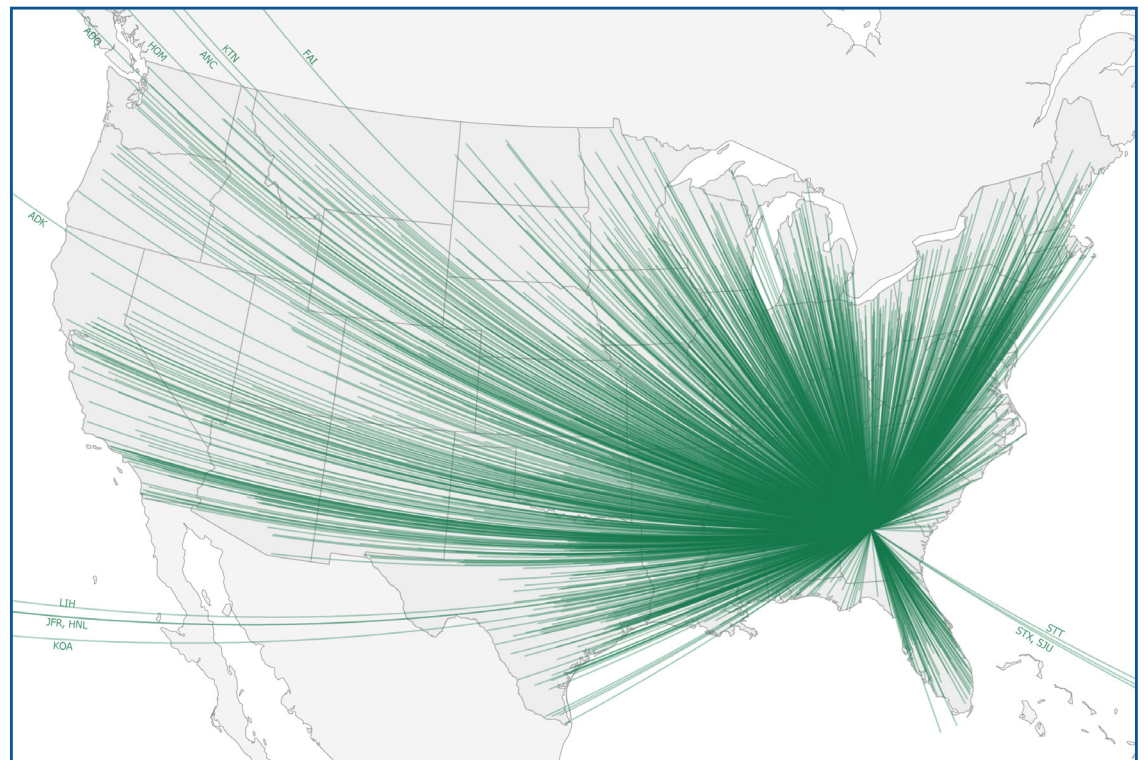 ADQ
HOM
ANC
KTN
FAI
ADK
LIH
JFR, HNL
KOA
STT
STX, SJU